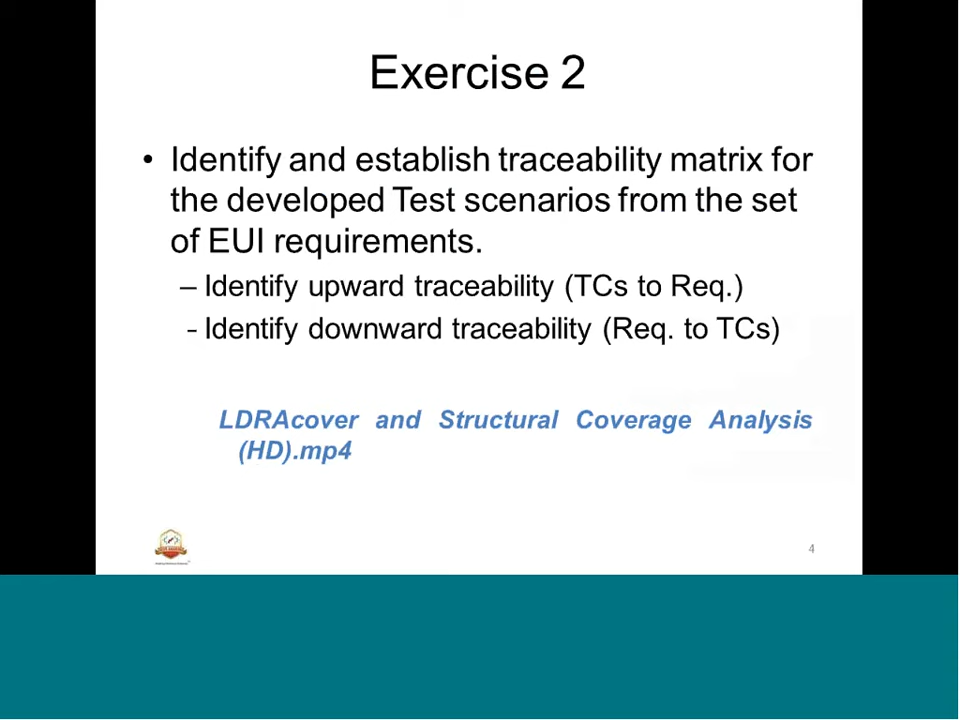 Exercise 2
• Identify and establish traceability matrix for
the developed Test scenarios from the set
of EUI requirements.
– Identify upward traceability (TCs to Req.)
- Identify downward traceability (Req. to TCs)
LDRAcover and Structural Coverage Analysis
(HD).mp4
4